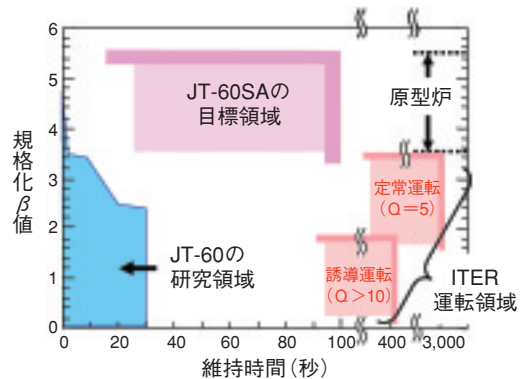 6
5
4
3
2
1
0
規格化β値
JT-60SAの
目標領域
原型炉
定常運転
(Q=5)
JT-60の
研究領域
誘導運転
(Q>10)
ITER
運転領域
0 20 40 60 80 100 400 3,000
維持時間(秒)